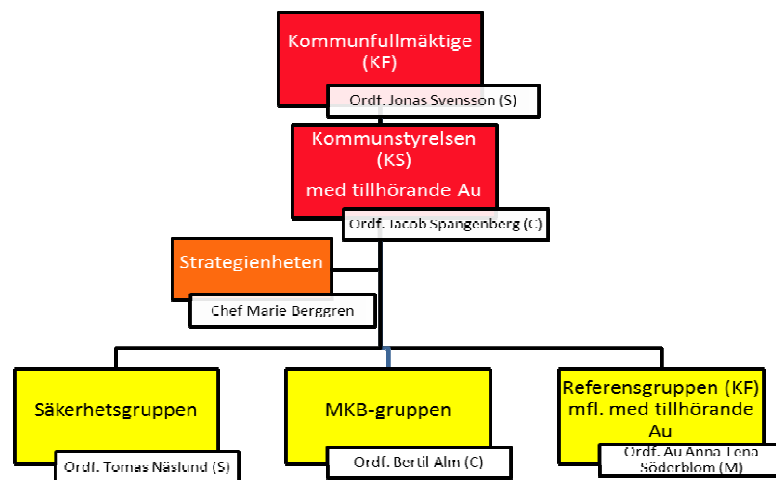 Kommunfullmäktige
(KF)
Ordf. Jonas Svensson (S)
Kommunstyrelsen
(KS)
med tillhörande Au
Ordf. Jacob Spangenberg (C)
Strategienheten
Chef Marie Berggren
Säkerhetsgruppen
Ordf. Tomas Näslund (S)
MKB-gruppen
Ordf. Bertil Alm (C)
Referensgruppen (KF)
mfl. med tillhörande
Au
Ordf. Au Anna-Lena
Söderblom (M)